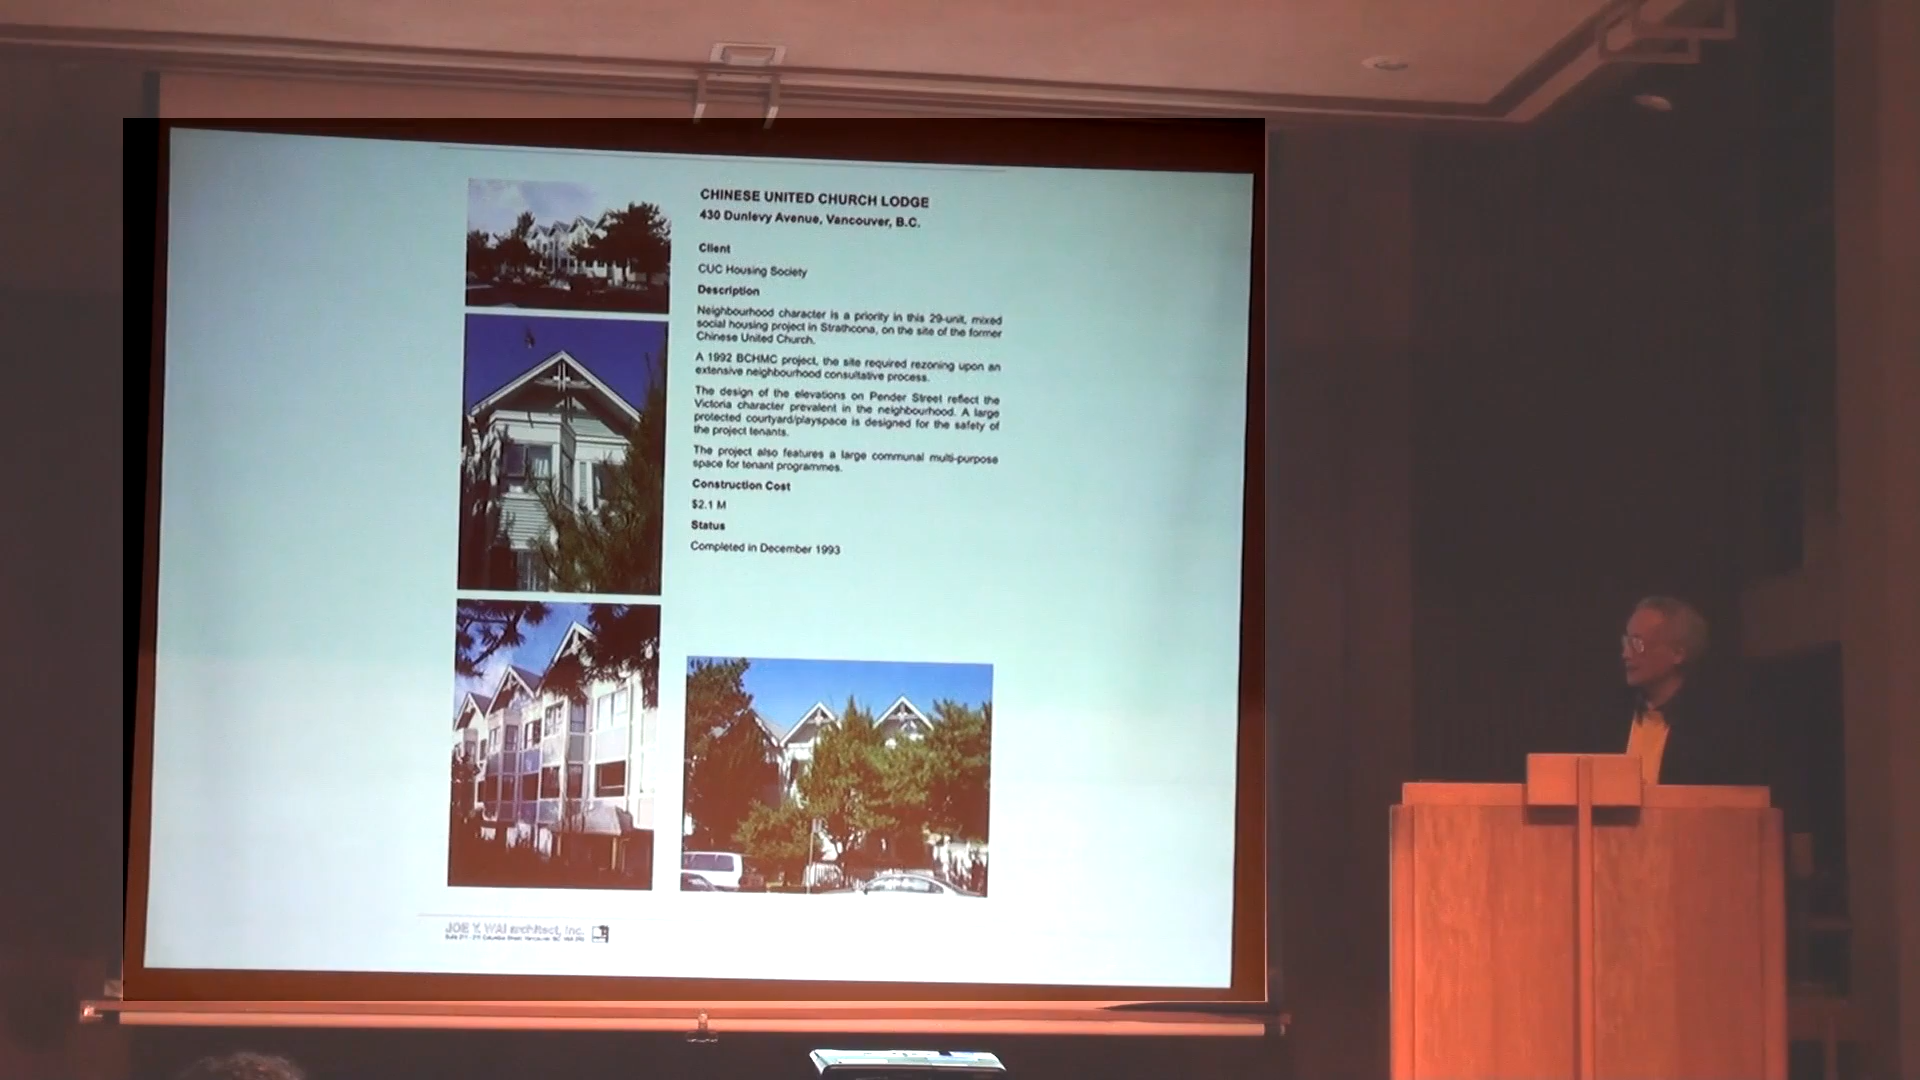 CHINESE UNITED CHURCH LODGE
430 Dunlevy Avenue, Vancouver, B.C.
Client
CUC Housing Society
Description
Neighbourhood character is a priority in this 29-unit, mixed
social housing project in Strathcona, on the site of the former
Chinese United Church.
A 1992 BCHMC project, the site required rezoning upon an
extensive neighbourhood consultative process.
The design of the elevations on Pender Street reflect the
Victoria character prevalent in the neighbourhood. A large
protected courtyard/playspace is designed for the safety of
the project tenants.
The project also features a large communal multi-purpose
space for tenant programmes.
Construction Cost
$2.1 M
Status
Completed in December 1993
JOE Y. WAI architect, inc.